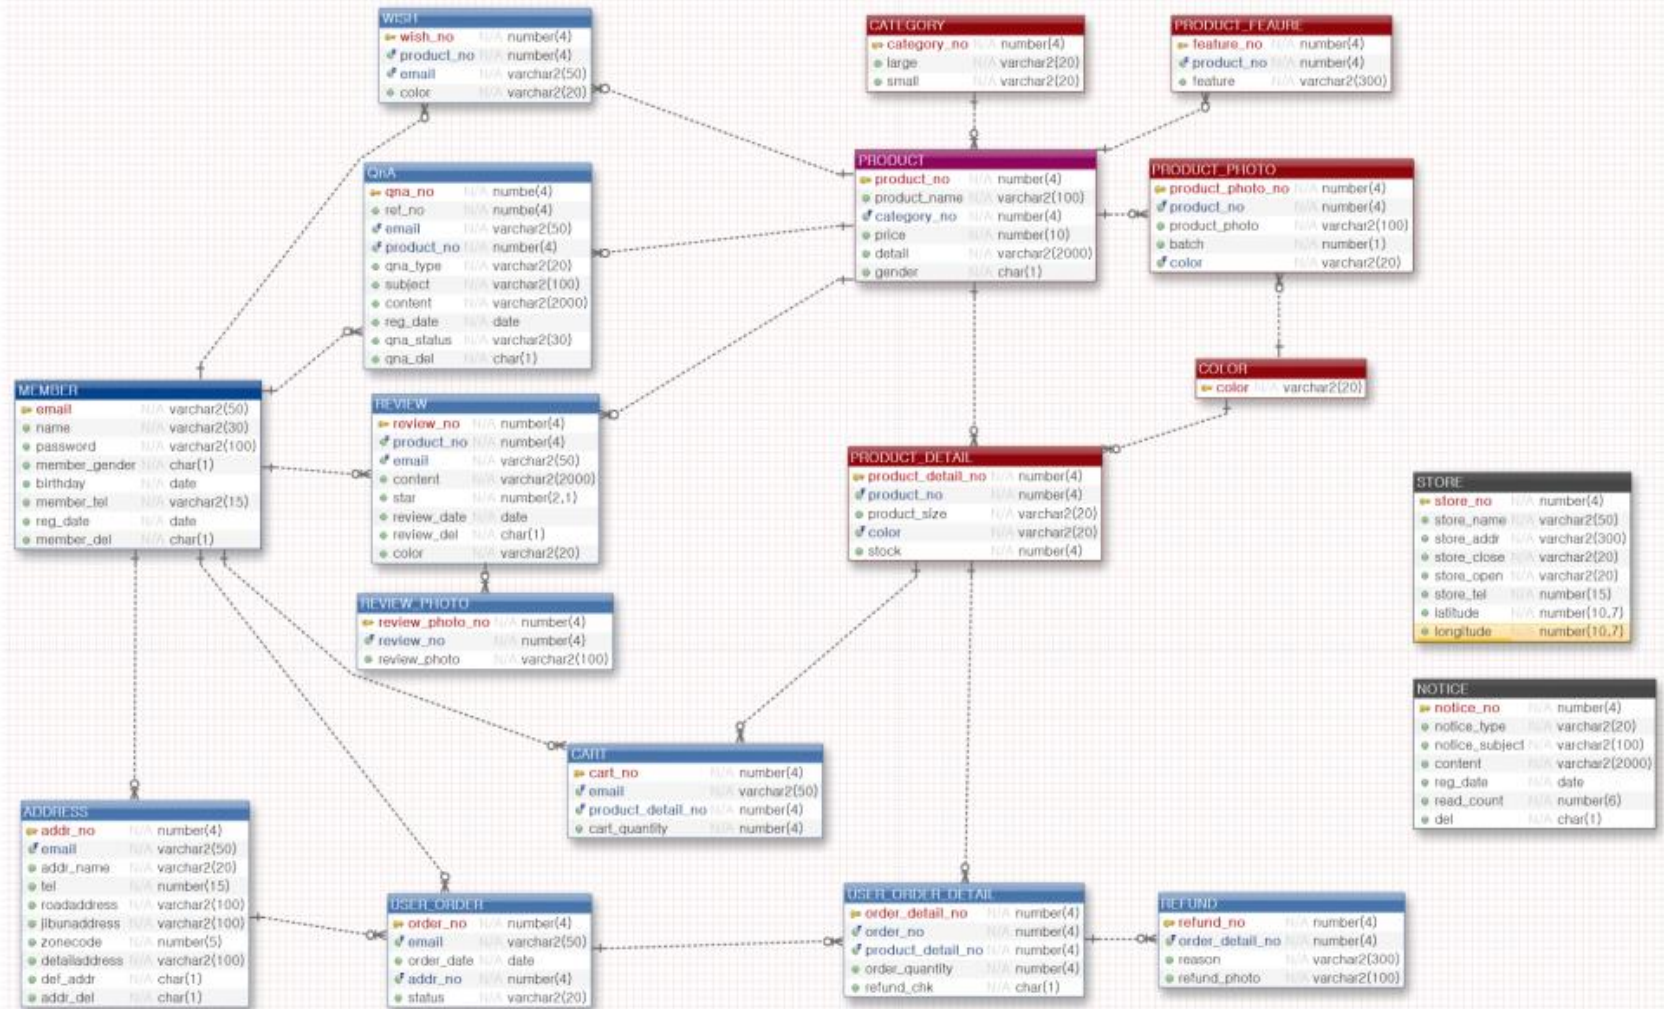 WISH
wish_no N/A number(4)
product_no N/A number(4)
email N/A varchar2(50)
color N/A varchar2(20)
CATEGORY
category_no N/A number(4)
large N/A varchar2(20)
small N/A varchar2(20)
PRODUCT_FEAURE
feature_no N/A number(4)
product_no N/A number(4)
feature N/A varchar2(300)
QnA
qna_no N/A numbe(4)
ref_no N/A numbe(4)
email N/A varchar2(50)
product_no N/A number(4)
qna_type N/A varchar2(20)
subject N/A varchar2(100)
content N/A varchar2(2000)
reg_date N/A date
qna_status N/A varchar2(30)
qna_del N/A char(1)
PRODUCT
product_no N/A number(4)
product_name N/A varchar2(100)
category_no N/A number(4)
price N/A number(10)
detail N/A varchar2(2000)
gender N/A char(1)
PRODUCT_PHOTO
product_photo_no N/A number(4)
product_no N/A number(4)
product_photo N/A varchar2(100)
batch N/A number(1)
color N/A varchar2(20)
COLOR
color N/A varchar2(20)
MEMBER
email N/A varchar2(50)
name N/A varchar2(30)
password N/A varchar2(100)
member_gender N/A char(1)
birthday N/A date
member_tel N/A varchar2(15)
reg_date N/A date
member_del N/A char(1)
REVIEW
review_no N/A number(4)
product_no N/A number(4)
email N/A varchar2(50)
content N/A varchar2(2000)
star N/A number(2,1)
review_date N/A date
review_del N/A char(1)
color N/A varchar2(20)
PRODUCT_DETAIL
product_detail_no N/A number(4)
product_no N/A number(4)
product_size N/A varchar2(20)
color N/A varchar2(20)
stock N/A number(4)
STORE
store_no N/A number(4)
store_name N/A varchar2(50)
store_addr N/A varchar2(300)
store_close N/A varchar2(20)
store_open N/A varchar2(20)
store_tel N/A number(15)
latitude N/A number(10,7)
longitude number(10,7)
REVIEW_PHOTO
review_photo_no N/A number(4)
review_no N/A number(4)
review_photo N/A varchar2(100)
NOTICE
notice_no N/A number(4)
notice_type N/A varchar2(20)
notice_subject N/A varchar2(100)
content N/A varchar2(2000)
reg_date N/A date
read_count N/A number(6)
del N/A char(1)
CART
cart_no N/A number(4)
email N/A varchar2(50)
product_detail_no N/A number(4)
cart_quantity N/A number(4)
ADDRESS
addr_no N/A number(4)
email N/A varchar2(50)
addr_name N/A varchar2(20)
tel N/A number(15)
roadaddress N/A varchar2(100)
jibunaddress N/A varchar2(100)
zonecode N/A number(5)
detailaddress N/A varchar2(100)
def_addr N/A char(1)
addr_del N/A char(1)
USER_ORDER
order_no N/A number(4)
email N/A varchar2(50)
order_date N/A date
addr_no N/A number(4)
status N/A varchar2(20)
USER_ORDER_DETAIL
order_detail_no N/A number(4)
order_no N/A number(4)
product_detail_no N/A number(4)
order_quantity N/A number(4)
refund_chk N/A char(1)
REFUND
refund_no N/A number(4)
order_detail_no N/A number(4)
reason N/A varchar2(300)
refund_photo N/A varchar2(100)